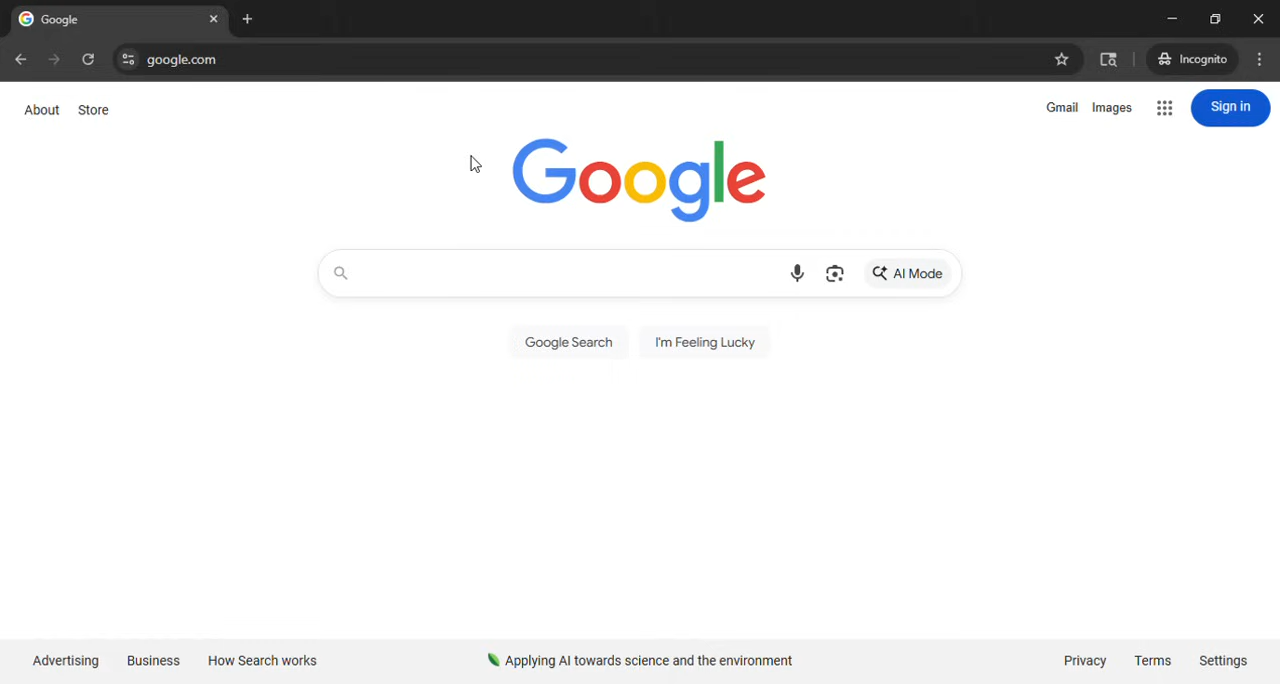 Google
google.com
Incognito
About Store
Gmail Images Sign in
Google
AI Mode
Google Search I'm Feeling Lucky
Advertising Business How Search works Applying AI towards science and the environment Privacy Terms Settings